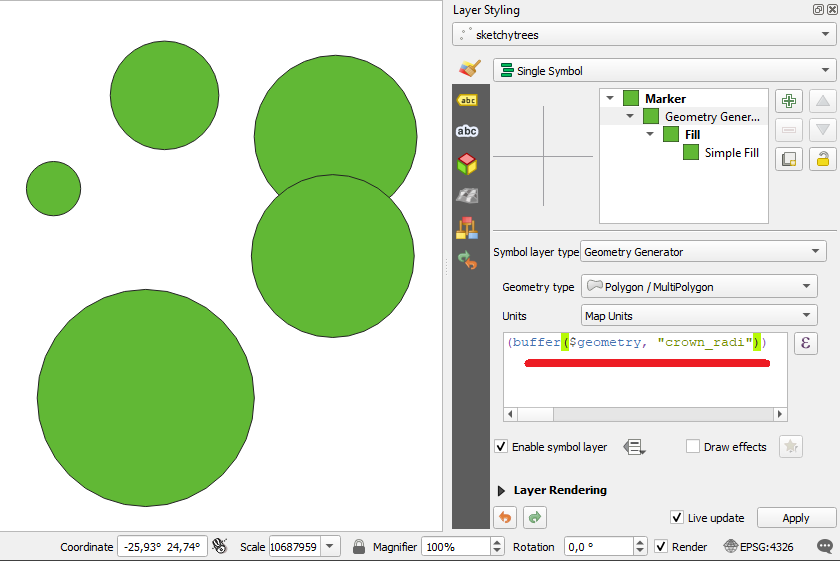 Layer Styling
sketchytrees
Single Symbol
abc
abc
Marker
Geometry Gener...
Fill
Simple Fill
Symbol layer type Geometry Generator
Geometry type Polygon / MultiPolygon
Units Map Units
(buffer($geometry, "crown_radi"))
ε
Enable symbol layer Draw effects
Layer Rendering
Live update Apply
Coordinate -25,93° 24,74° Scale 10687959 Magnifier 100% Rotation 0,0 ° Render EPSG:4326